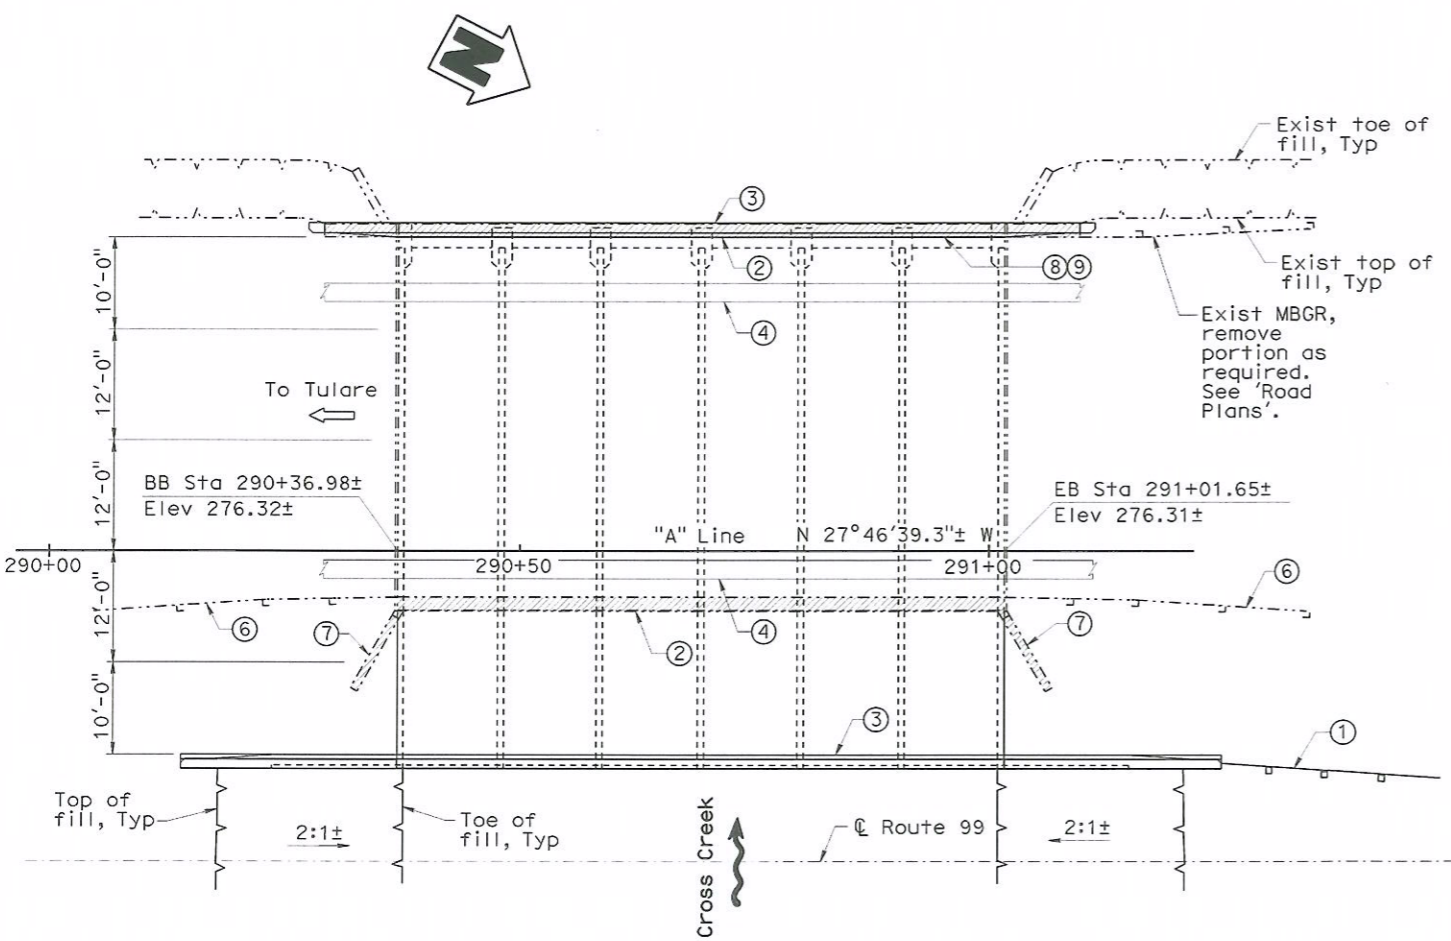 N
Exist toe of
fill, Typ
3
2
8 9
Exist top of
fill, Typ
10'-0"
4
Exist MBGR,
remove
portion as
required.
See 'Road
Plans'.
12'-0"
To Tulare
12'-0"
BB Sta 290+36.98±
Elev 276.32±
EB Sta 291+01.65±
Elev 276.31±
"A" Line N 27°46'39.3"± W
290+00
290+50
291+00
12'-0"
6
6
7
2
4
7
10'-0"
3
1
Top of
fill, Typ
2:1±
Toe of
fill, Typ
Cross Creek
℄ Route 99
2:1±